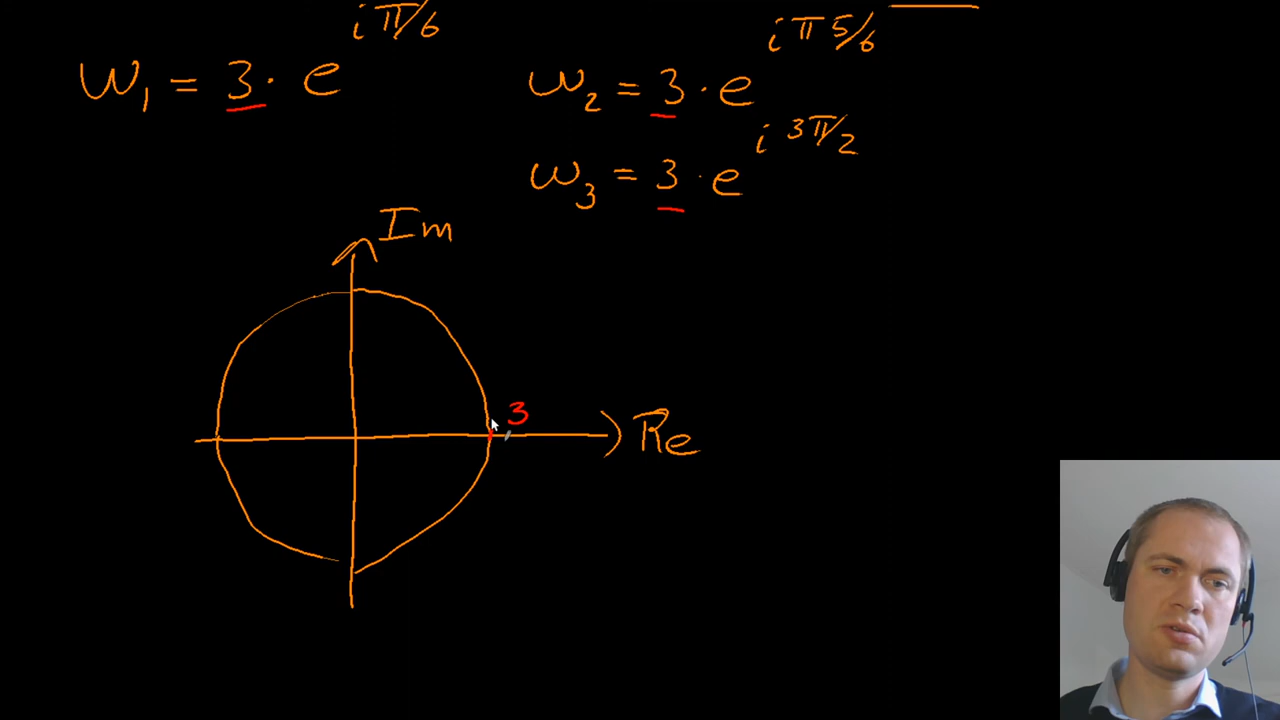 w₁ = 3 · e^(iπ/6)
w₂ = 3 · e^(iπ5/6)
w₃ = 3 · e^(i3π/2)
Im
3
Re